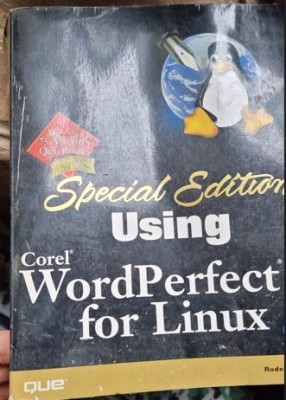 Special Edition
Using
Corel®
WordPerfect®
for Linux
Rode
QUE®